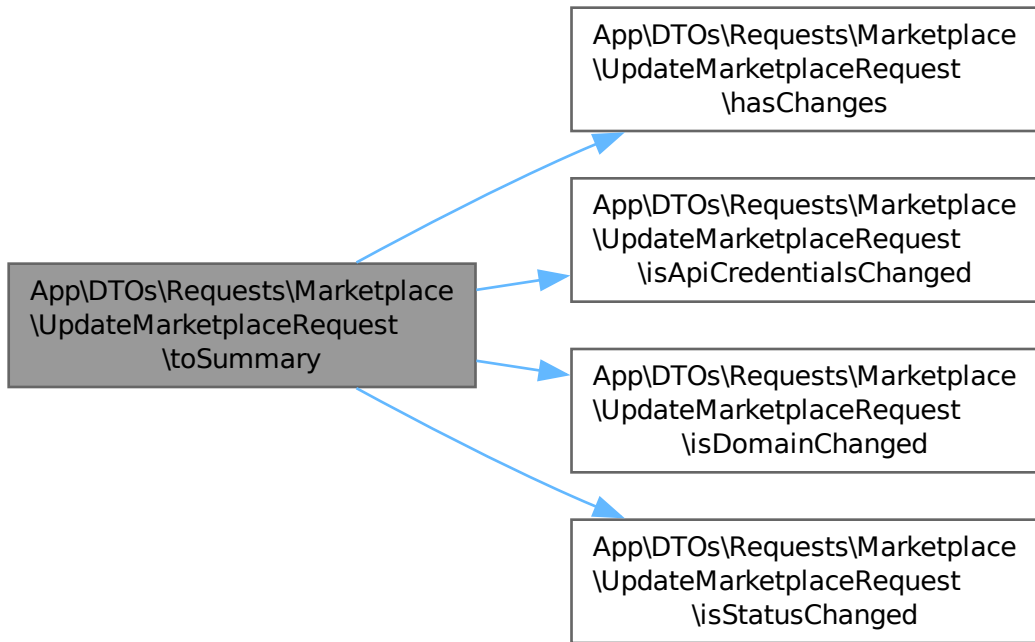 App\DTOs\Requests\Marketplace
\UpdateMarketplaceRequest
\toSummary
App\DTOs\Requests\Marketplace
\UpdateMarketplaceRequest
\hasChanges
App\DTOs\Requests\Marketplace
\UpdateMarketplaceRequest
\isApiCredentialsChanged
App\DTOs\Requests\Marketplace
\UpdateMarketplaceRequest
\isDomainChanged
App\DTOs\Requests\Marketplace
\UpdateMarketplaceRequest
\isStatusChanged